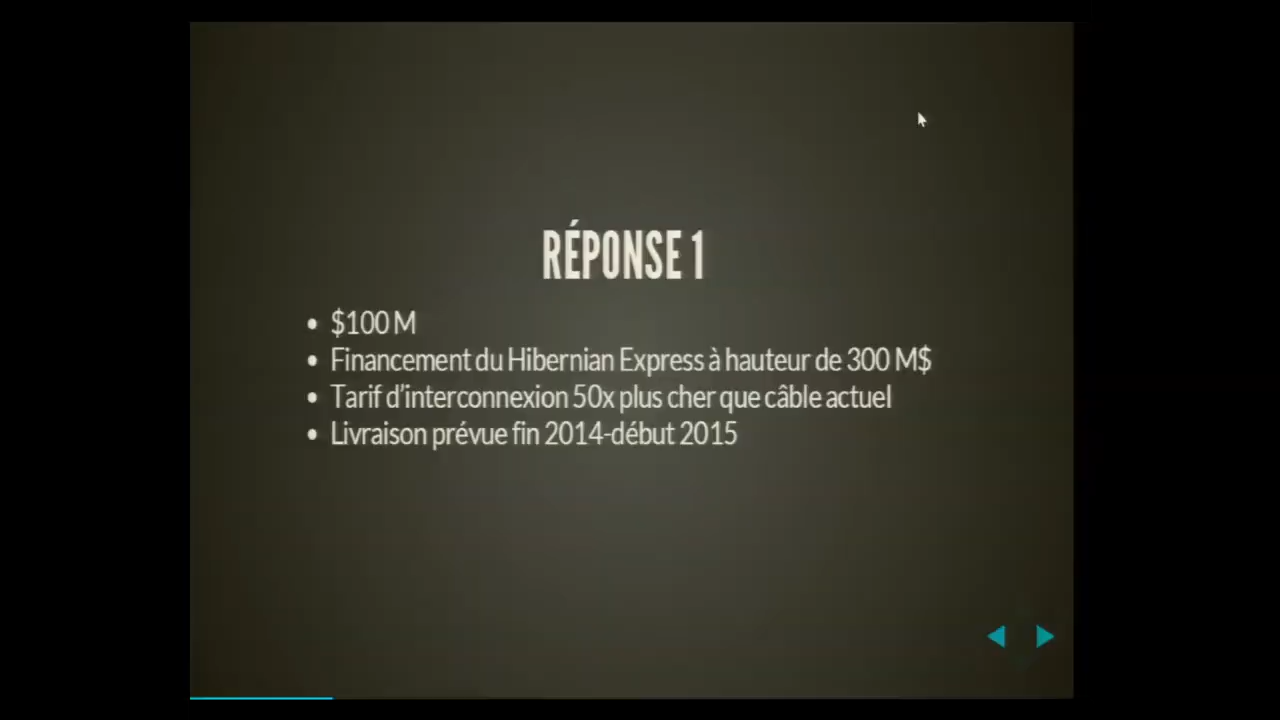 RÉPONSE 1
• $100 M
• Financement du Hibernian Express à hauteur de 300 M$
• Tarif d’interconnexion 50x plus cher que câble actuel
• Livraison prévue fin 2014-début 2015